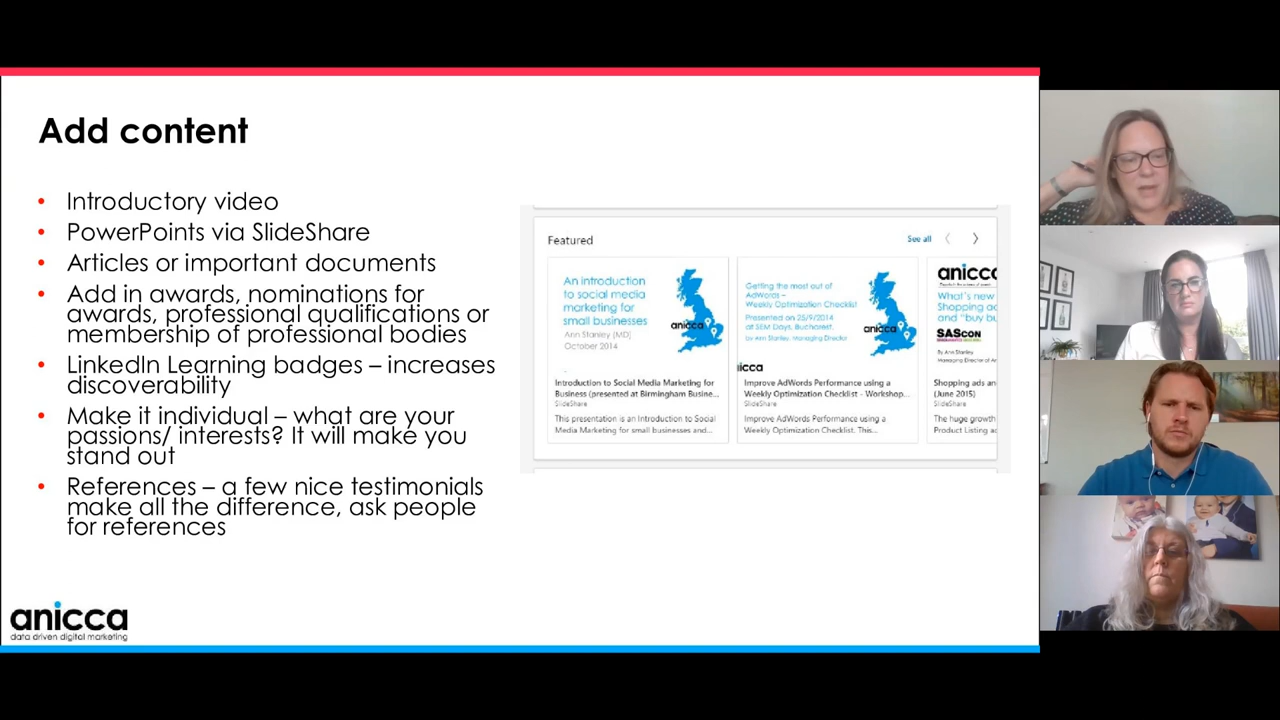 Add content
• Introductory video
• PowerPoints via SlideShare
• Articles or important documents
• Add in awards, nominations for
awards, professional qualifications or
membership of professional bodies
• LinkedIn Learning badges – increases
discoverability
• Make it individual – what are your
passions/ interests? It will make you
stand out
• References – a few nice testimonials
make all the difference, ask people
for references
Featured
See all
An introduction
to social media
marketing for
small businesses
Ann Stanley (MD)
October 2014
anicca
Introduction to Social Media Marketing for
Business (presented at Birmingham Busine...
SlideShare
This presentation is an Introduction to Social
Media Marketing for small businesses and...
Getting the most out of
AdWords –
Weekly Optimization Checklist
Presented on 25/9/2014
at SEM Days, Bucharest.
by Ann Stanley, Managing Director
anicca
icca
Improve AdWords Performance using a
Weekly Optimization Checklist - Workshop...
SlideShare
Improve AdWords Performance using a
Weekly Optimization Checklist. This...
anicc
What's new
Shopping ad
and "buy bu
SAScon
By Ann Stanley
Managing Director of An
Shopping ads an
(June 2015)
SlideShare
The huge growth
Product Listing ad
anicca
data driven digital marketing